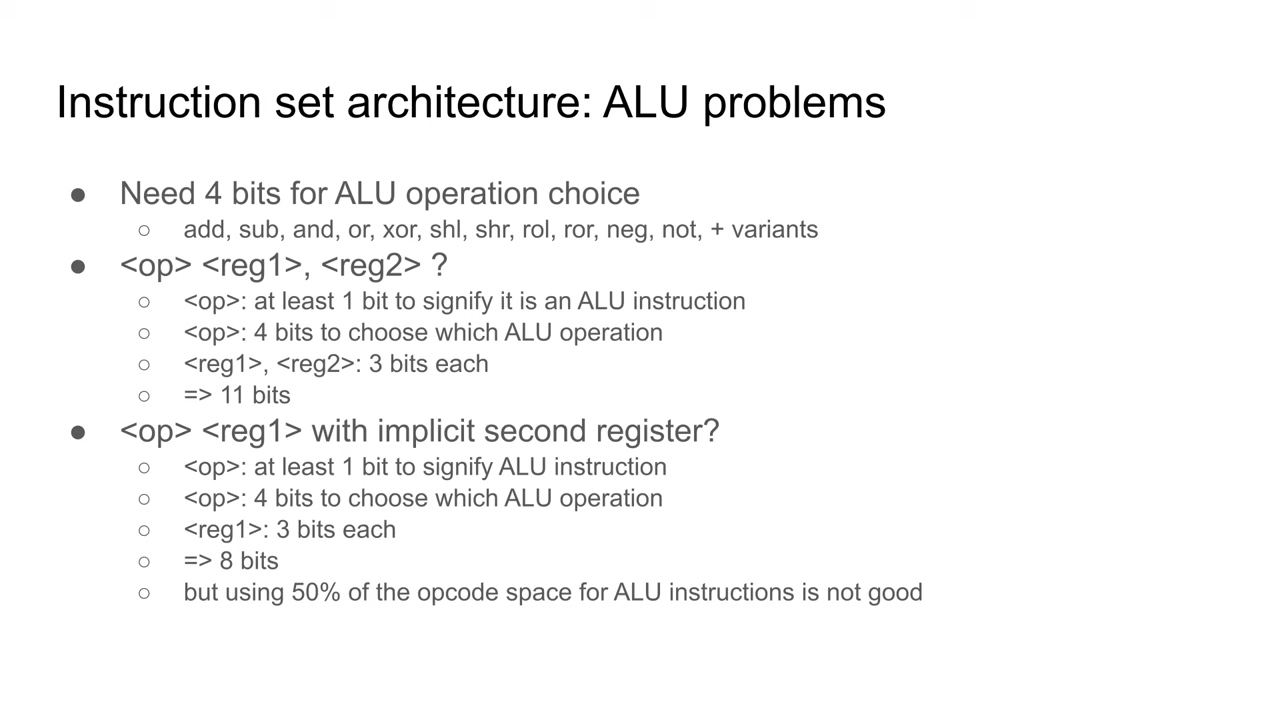 Instruction set architecture: ALU problems
● Need 4 bits for ALU operation choice
○ add, sub, and, or, xor, shl, shr, rol, ror, neg, not, + variants
● <op> <reg1>, <reg2> ?
○ <op>: at least 1 bit to signify it is an ALU instruction
○ <op>: 4 bits to choose which ALU operation
○ <reg1>, <reg2>: 3 bits each
○ => 11 bits
● <op> <reg1> with implicit second register?
○ <op>: at least 1 bit to signify ALU instruction
○ <op>: 4 bits to choose which ALU operation
○ <reg1>: 3 bits each
○ => 8 bits
○ but using 50% of the opcode space for ALU instructions is not good